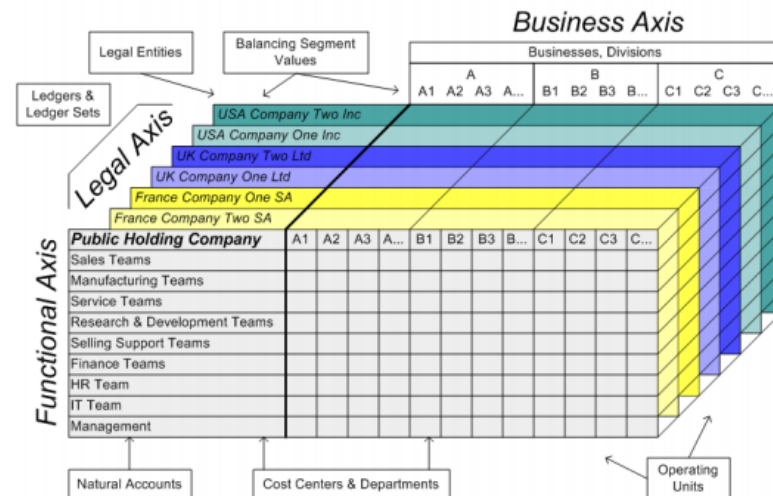 Business Axis
Businesses, Divisions
A B C
A1 A2 A3 A... B1 B2 B3 B... C1 C2 C3 C...
Legal Entities
Balancing Segment
Values
Ledgers &
Ledger Sets
Legal Axis
USA Company Two Inc
USA Company One Inc
UK Company Two Ltd
UK Company One Ltd
France Company One SA
France Company Two SA
Functional Axis
Public Holding Company A1 A2 A3 A... B1 B2 B3 B... C1 C2 C3 C...
Sales Teams
Manufacturing Teams
Service Teams
Research & Development Teams
Selling Support Teams
Finance Teams
HR Team
IT Team
Management
Natural Accounts
Cost Centers & Departments
Operating
Units